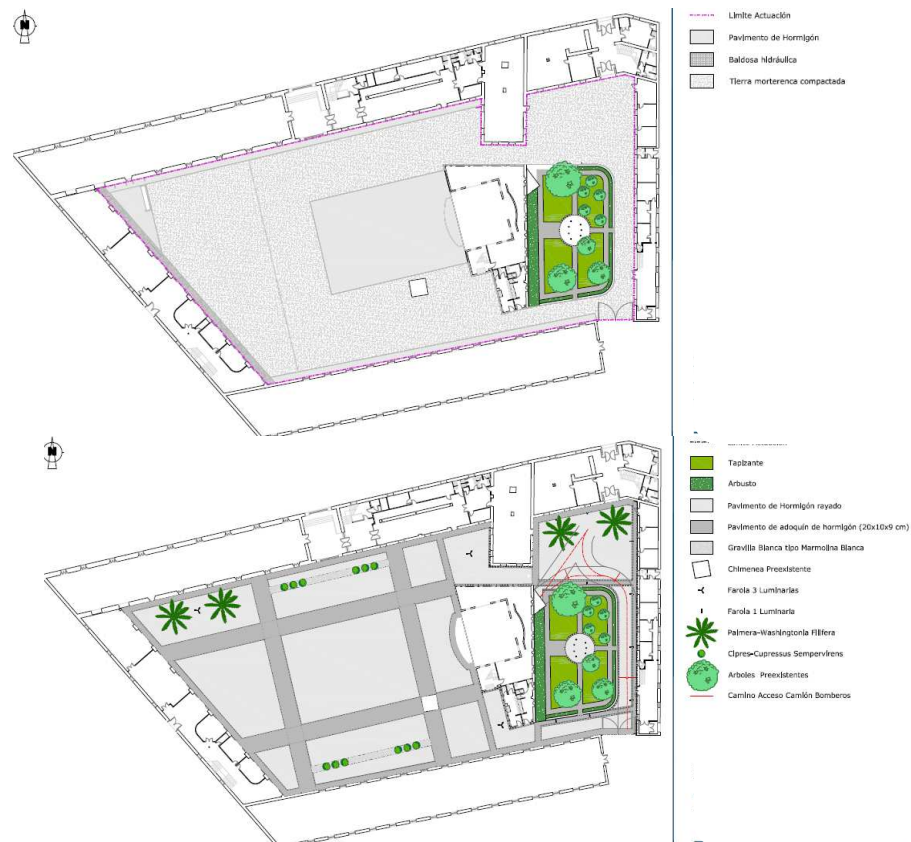 N
Límite Actuación
Pavimento de Hormigón
Baldosa hidráulica
Tierra morterenca compactada
N
Tapizante
Arbusto
Pavimento de Hormigón rayado
Pavimento de adoquín de hormigón (20x10x9 cm)
Gravilla Blanca tipo Marmolina Blanca
Chimenea Preexistente
Farola 3 Luminarias
Farola 1 Luminaria
Palmera-Washingtonia Filifera
Cipres-Cupressus Sempervirens
Arboles Preexistentes
Camino Acceso Camión Bomberos